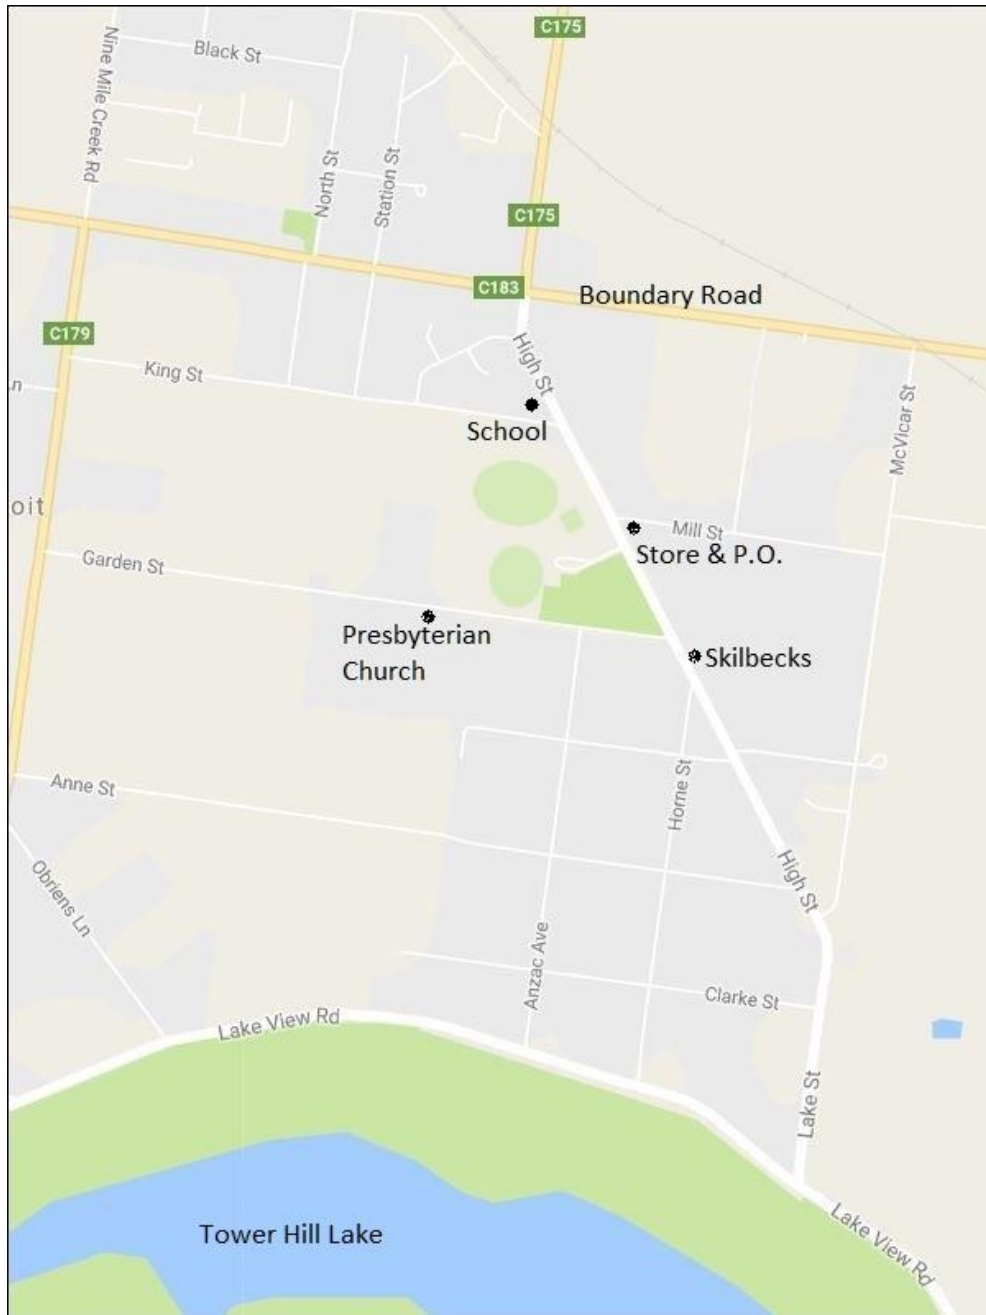 C175
Black St
Nine Mile Creek Rd
North St
Station St
C175
C183
Boundary Road
C179
High St
King St
McVicar St
School
oit
Mill St
Store & P.O.
Garden St
Presbyterian
Church
Skilbecks
Anne St
Horne St
High St
Obriens Ln
Anzac Ave
Clarke St
Lake View Rd
Lake St
Tower Hill Lake
Lake View Rd